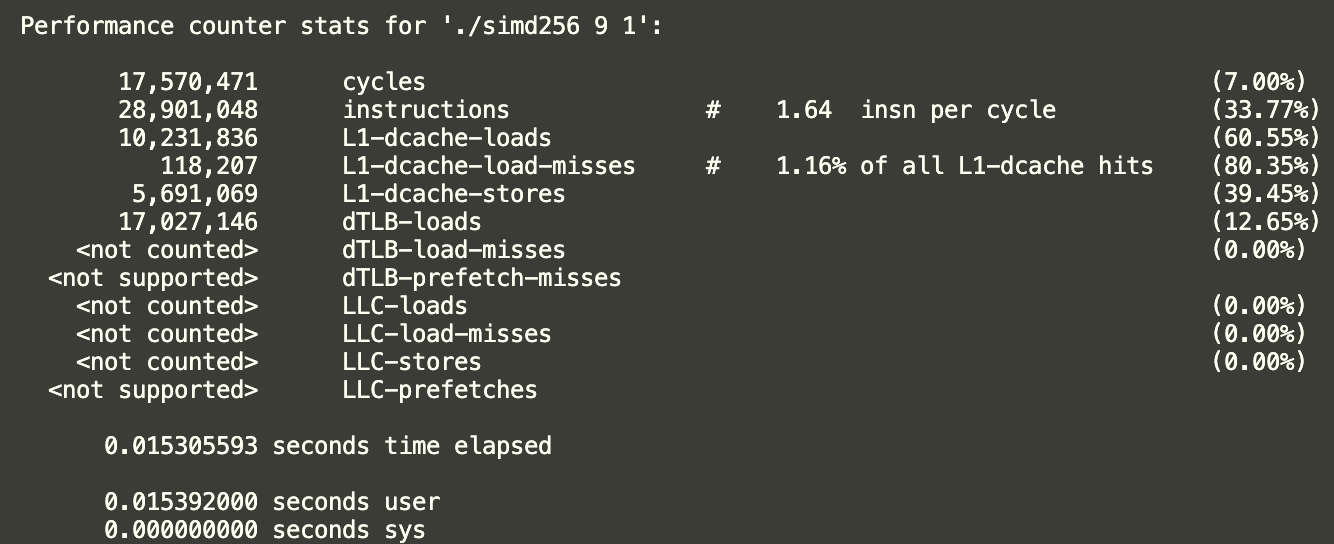 Performance counter stats for './simd256 9 1':
17,570,471 cycles (7.00%)
28,901,048 instructions # 1.64 insn per cycle (33.77%)
10,231,836 L1-dcache-loads (60.55%)
118,207 L1-dcache-load-misses # 1.16% of all L1-dcache hits (80.35%)
5,691,069 L1-dcache-stores (39.45%)
17,027,146 dTLB-loads (12.65%)
<not counted> dTLB-load-misses (0.00%)
<not supported> dTLB-prefetch-misses
<not counted> LLC-loads (0.00%)
<not counted> LLC-load-misses (0.00%)
<not counted> LLC-stores (0.00%)
<not supported> LLC-prefetches
0.015305593 seconds time elapsed
0.015392000 seconds user
0.000000000 seconds sys